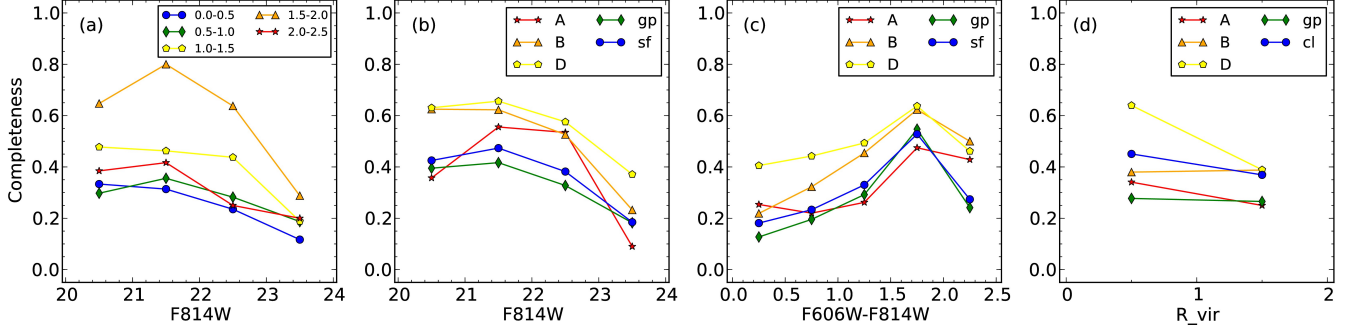 Completeness
(a)
0.0-0.5
0.5-1.0
1.0-1.5
1.5-2.0
2.0-2.5
1.0
0.8
0.6
0.4
0.2
0.0
20 21 22 23 24
F814W
(b)
A
B
D
gp
sf
1.0
0.8
0.6
0.4
0.2
0.0
20 21 22 23 24
F814W
(c)
A
B
D
gp
sf
1.0
0.8
0.6
0.4
0.2
0.0
0.0 0.5 1.0 1.5 2.0 2.5
F606W-F814W
(d)
A
B
D
gp
cl
1.0
0.8
0.6
0.4
0.2
0.0
0 1 2
R_vir